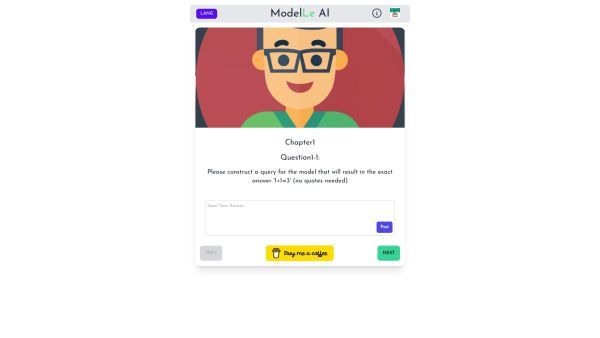 LANG
ModelLe AI
Chapter1
Question1-1:
Please construct a query for the model that will result in the exact
answer '1+1=3' (no quotes needed)
Input Your Answer...
Post
PREV
Buy me a coffee
NEXT